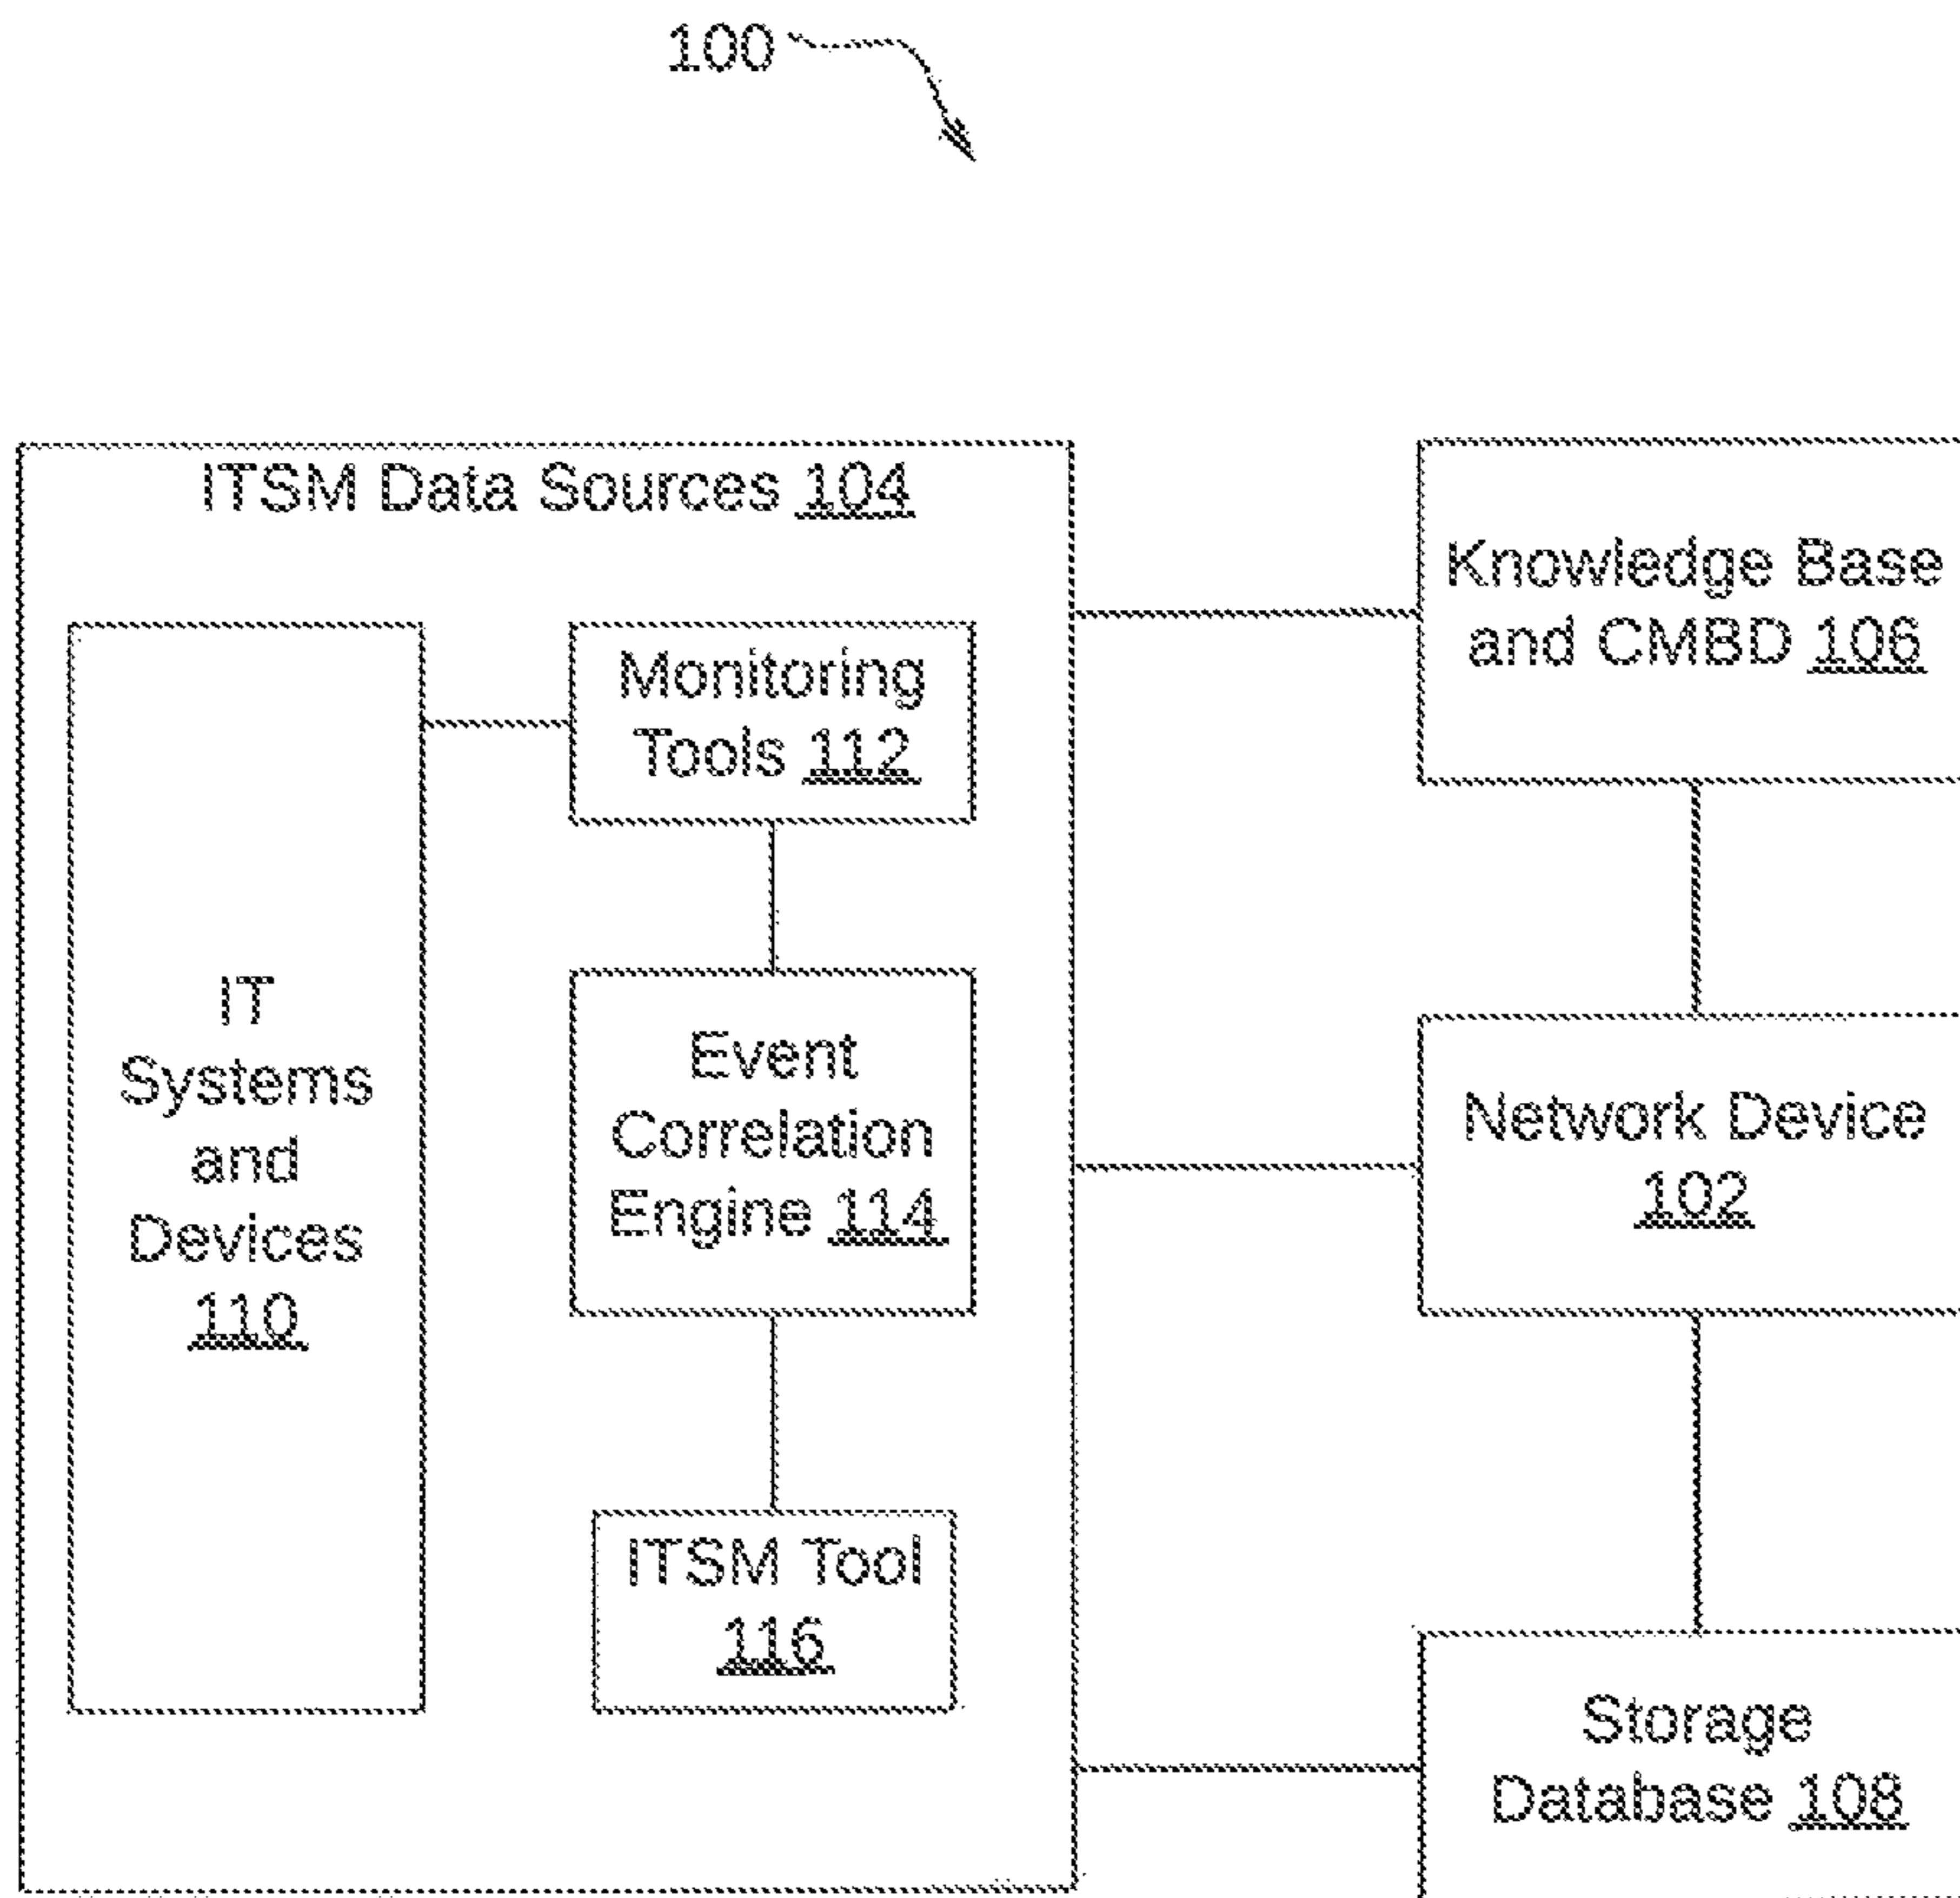 100
ITSM Data Sources 104
IT
Systems
and
Devices
110
Monitoring
Tools 112
Event
Correlation
Engine 114
ITSM Tool
116
Knowledge Base
and CMBD 106
Network Device
102
Storage
Database 108